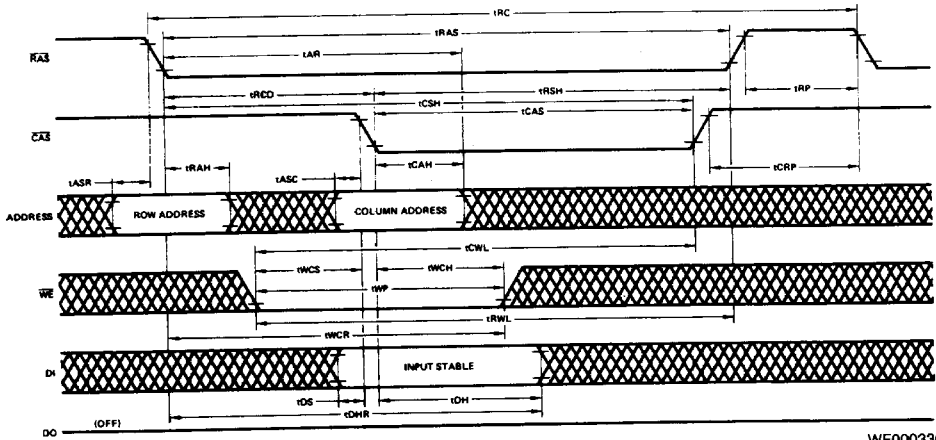 tRC
tRAS
tAR
RAS
tRCD
tRSH
tRP
tCSH
tCAS
CAS
tCAH
tCRP
tRAH
tASR
tASC
ADDRESS
ROW ADDRESS
COLUMN ADDRESS
tCWL
tWCS
tWCH
tWP
WE
tRWL
tWCR
DI
INPUT STABLE
tDS
tDH
tDHR
DO
(OFF)